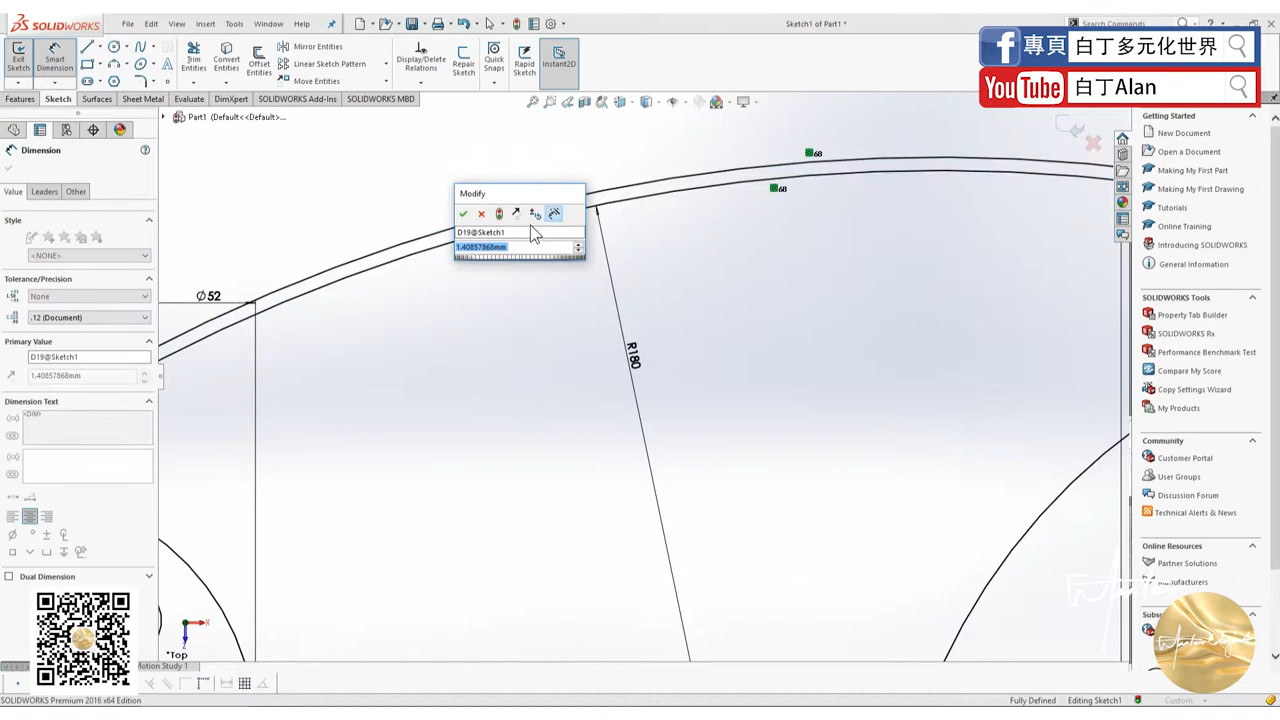 SOLIDWORKS
File Edit View Insert Tools Window Help
Sketch1 of Part1 *
Search Commands
Exit Sketch
Smart Dimension
Trim Entities
Convert Entities
Offset Entities
Mirror Entities
Linear Sketch Pattern
Move Entities
Display/Delete Relations
Repair Sketch
Quick Snaps
Rapid Sketch
Instant2D
專頁 白丁多元化世界
YouTube 白丁Alan
Features Sketch Surfaces Sheet Metal Evaluate DimXpert SOLIDWORKS Add-Ins SOLIDWORKS MBD
Part1 (Default<<Default>...
Dimension
Value Leaders Other
Style
<NONE>
Tolerance/Precision
None
.12 (Document)
Primary Value
D19@Sketch1
1.40857868mm
Dimension Text
<DIM>
Dual Dimension
Modify
D19@Sketch1
1.40857868mm
68
68
Ø52
R180
*Top
Getting Started
New Document
Open a Document
Making My First Part
Making My First Drawing
Tutorials
Online Training
Introducing SOLIDWORKS
General Information
SOLIDWORKS Tools
Property Tab Builder
SOLIDWORKS Rx
Performance Benchmark Test
Compare My Score
Copy Settings Wizard
My Products
Community
Customer Portal
User Groups
Discussion Forum
Technical Alerts & News
Online Resources
Partner Solutions
Manufacturers
Motion Study 1
SOLIDWORKS Premium 2016 x64 Edition
Fully Defined
Editing Sketch1
Custom